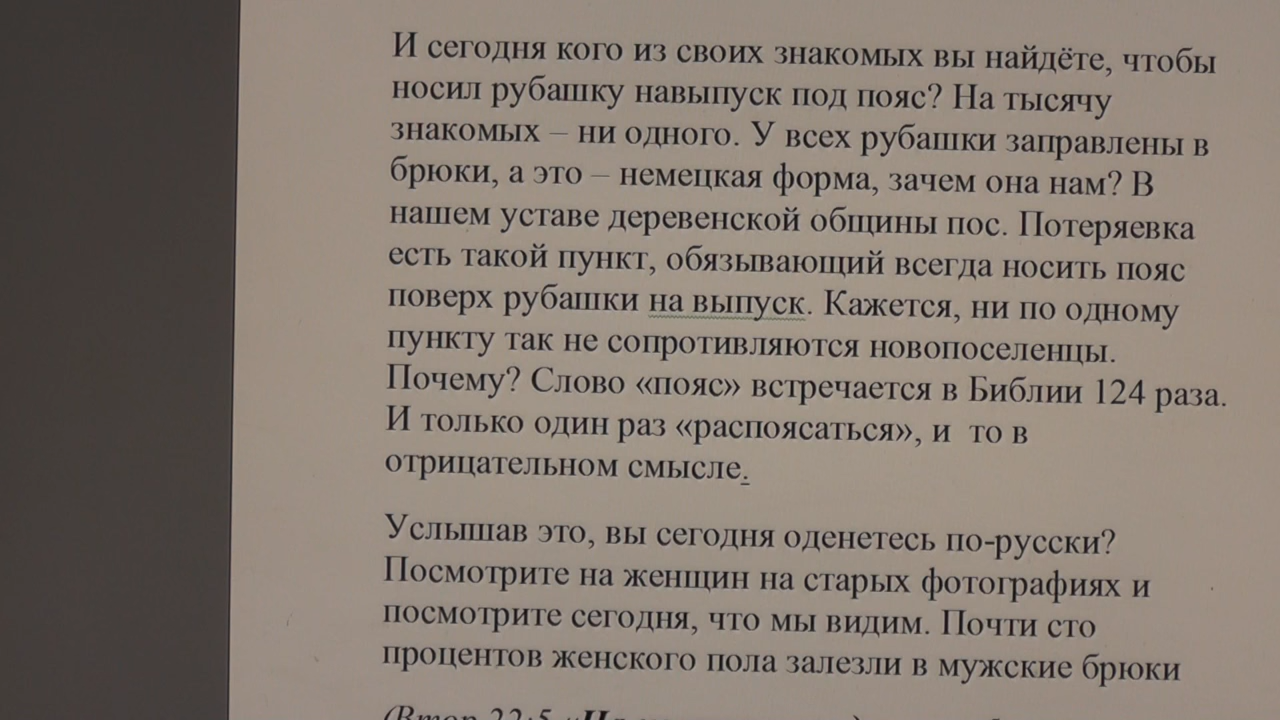 И сегодня кого из своих знакомых вы найдёте, чтобы
носил рубашку навыпуск под пояс? На тысячу
знакомых – ни одного. У всех рубашки заправлены в
брюки, а это – немецкая форма, зачем она нам? В
нашем уставе деревенской общины пос. Потеряевка
есть такой пункт, обязывающий всегда носить пояс
поверх рубашки на выпуск. Кажется, ни по одному
пункту так не сопротивляются новопоселенцы.
Почему? Слово «пояс» встречается в Библии 124 раза.
И только один раз «распоясаться», и  то в
отрицательном смысле.
Услышав это, вы сегодня оденетесь по-русски?
Посмотрите на женщин на старых фотографиях и
посмотрите сегодня, что мы видим. Почти сто
процентов женского пола залезли в мужские брюки
(Втор 22:5